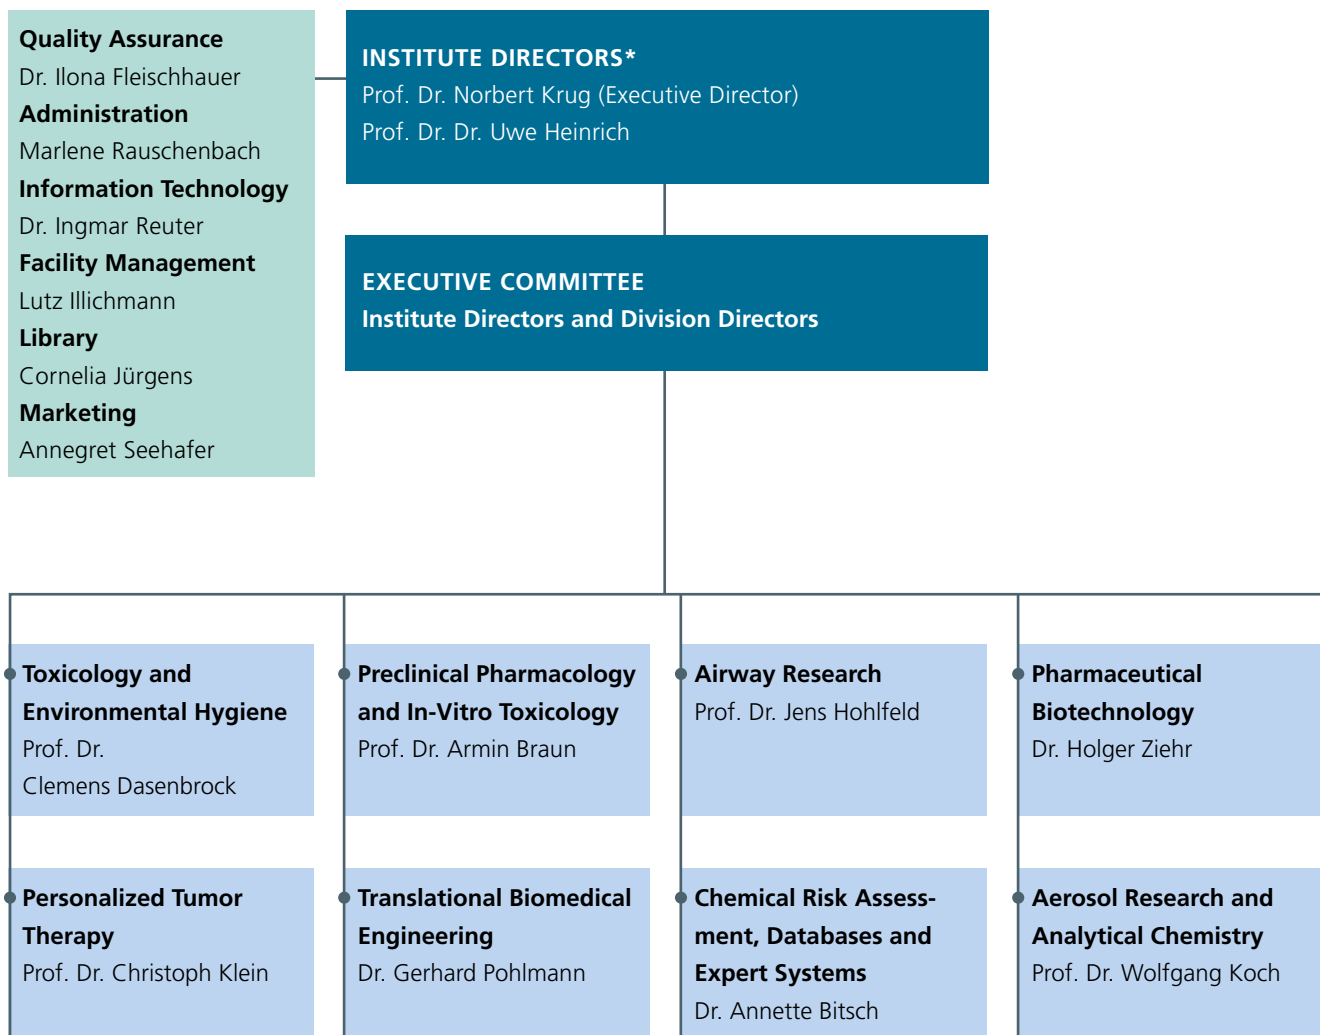 Quality Assurance
Dr. Ilona Fleischhauer
Administration
Marlene Rauschenbach
Information Technology
Dr. Ingmar Reuter
Facility Management
Lutz Illichmann
Library
Cornelia Jürgens
Marketing
Annegret Seehafer
INSTITUTE DIRECTORS*
Prof. Dr. Norbert Krug (Executive Director)
Prof. Dr. Dr. Uwe Heinrich
EXECUTIVE COMMITTEE
Institute Directors and Division Directors
Toxicology and
Environmental Hygiene
Prof. Dr.
Clemens Dasenbrock
Preclinical Pharmacology
and In-Vitro Toxicology
Prof. Dr. Armin Braun
Airway Research
Prof. Dr. Jens Hohlfeld
Pharmaceutical
Biotechnology
Dr. Holger Ziehr
Personalized Tumor
Therapy
Prof. Dr. Christoph Klein
Translational Biomedical
Engineering
Dr. Gerhard Pohlmann
Chemical Risk Assess-
ment, Databases and
Expert Systems
Dr. Annette Bitsch
Aerosol Research and
Analytical Chemistry
Prof. Dr. Wolfgang Koch